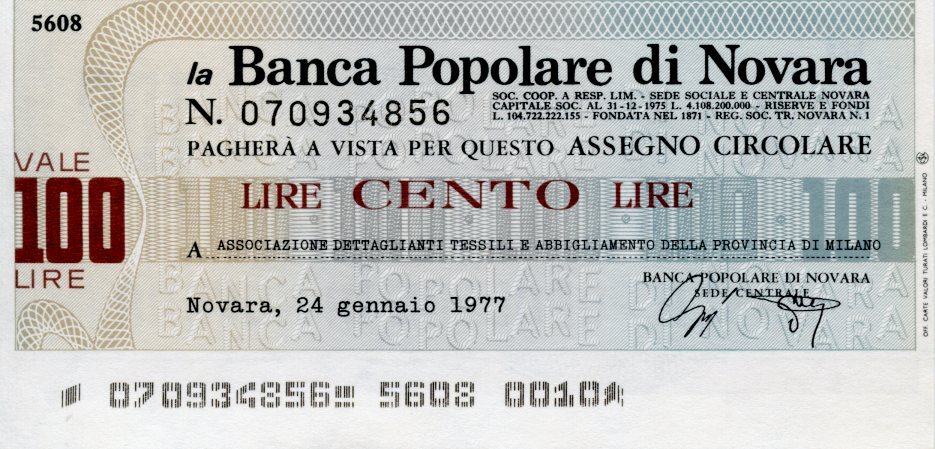 5608
la Banca Popolare di Novara
SOC. COOP. A RESP. LIM. - SEDE SOCIALE E CENTRALE NOVARA
CAPITALE SOC. AL 31-12-1975 L. 4.108.200.000 - RISERVE E FONDI
L. 104.722.222.155 - FONDATA NEL 1871 - REG. SOC. TR. NOVARA N. 1
N. 070934856
PAGHERÀ A VISTA PER QUESTO ASSEGNO CIRCOLARE
VALE
100
LIRE
LIRE CENTO LIRE
100
A ASSOCIAZIONE DETTAGLIANTI TESSILI E ABBIGLIAMENTO DELLA PROVINCIA DI MILANO
BANCA POPOLARE DI NOVARA
SEDE CENTRALE
Novara, 24 gennaio 1977
OFF. CARTE VALORI TURATI LOMBARDI E C. - MILANO
070934856 5608 0010